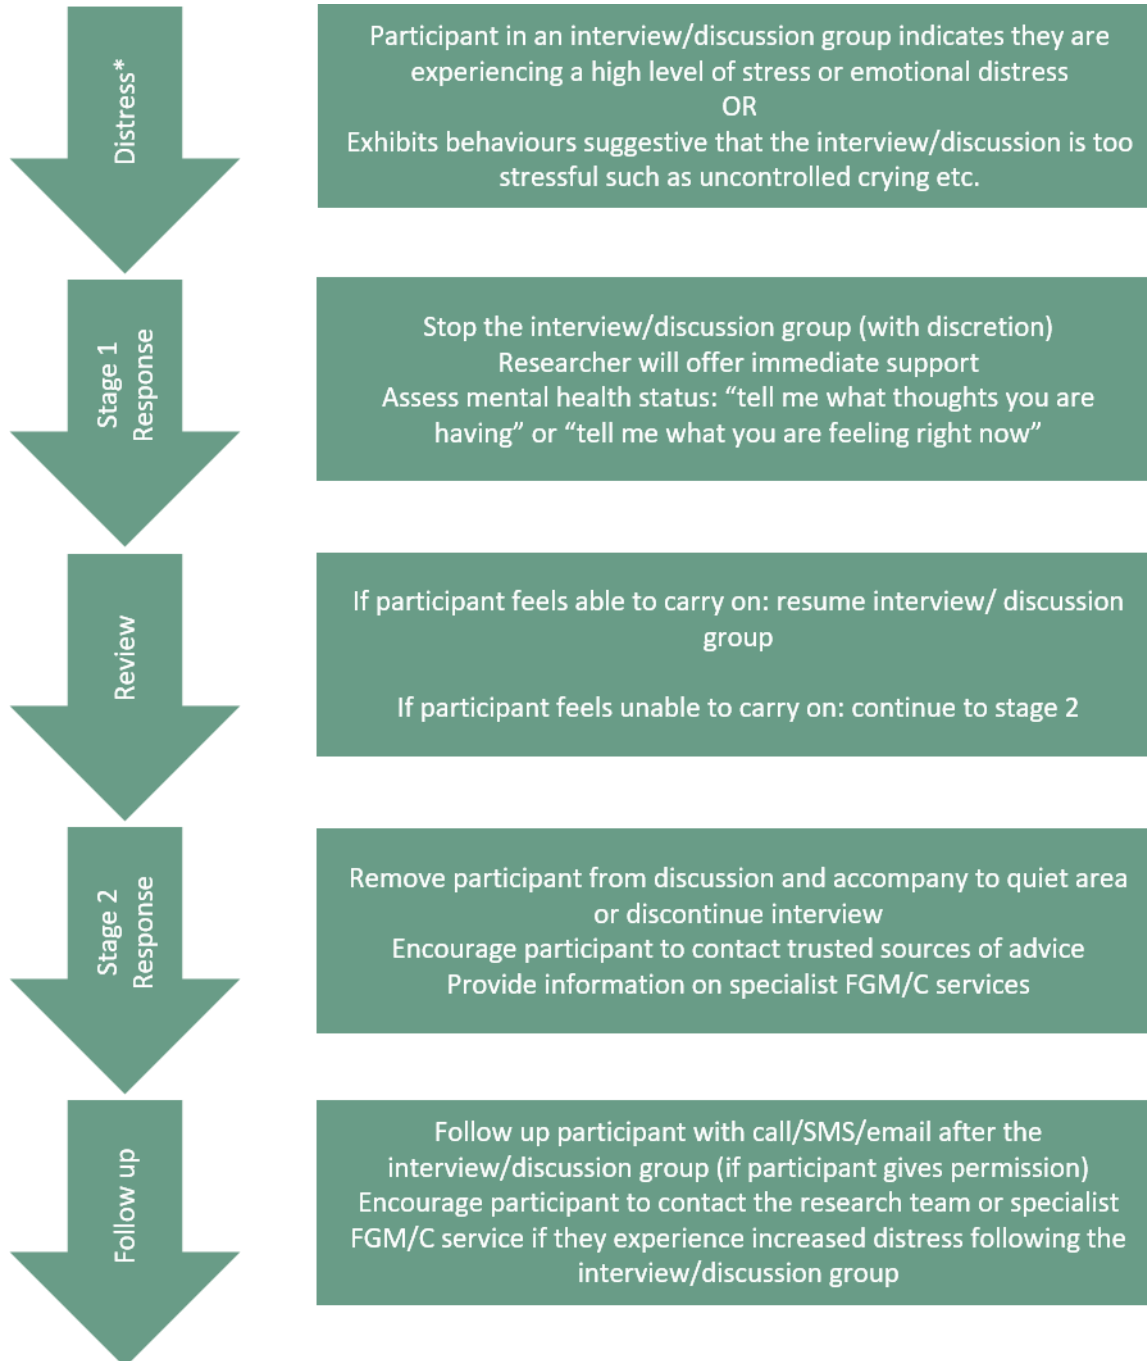 Distress*
Participant in an interview/discussion group indicates they are
experiencing a high level of stress or emotional distress
OR
Exhibits behaviours suggestive that the interview/discussion is too
stressful such as uncontrolled crying etc.
Stage 1
Response
Stop the interview/discussion group (with discretion)
Researcher will offer immediate support
Assess mental health status: “tell me what thoughts you are
having” or “tell me what you are feeling right now”
Review
If participant feels able to carry on: resume interview/ discussion
group
If participant feels unable to carry on: continue to stage 2
Stage 2
Response
Remove participant from discussion and accompany to quiet area
or discontinue interview
Encourage participant to contact trusted sources of advice
Provide information on specialist FGM/C services
Follow up
Follow up participant with call/SMS/email after the
interview/discussion group (if participant gives permission)
Encourage participant to contact the research team or specialist
FGM/C service if they experience increased distress following the
interview/discussion group